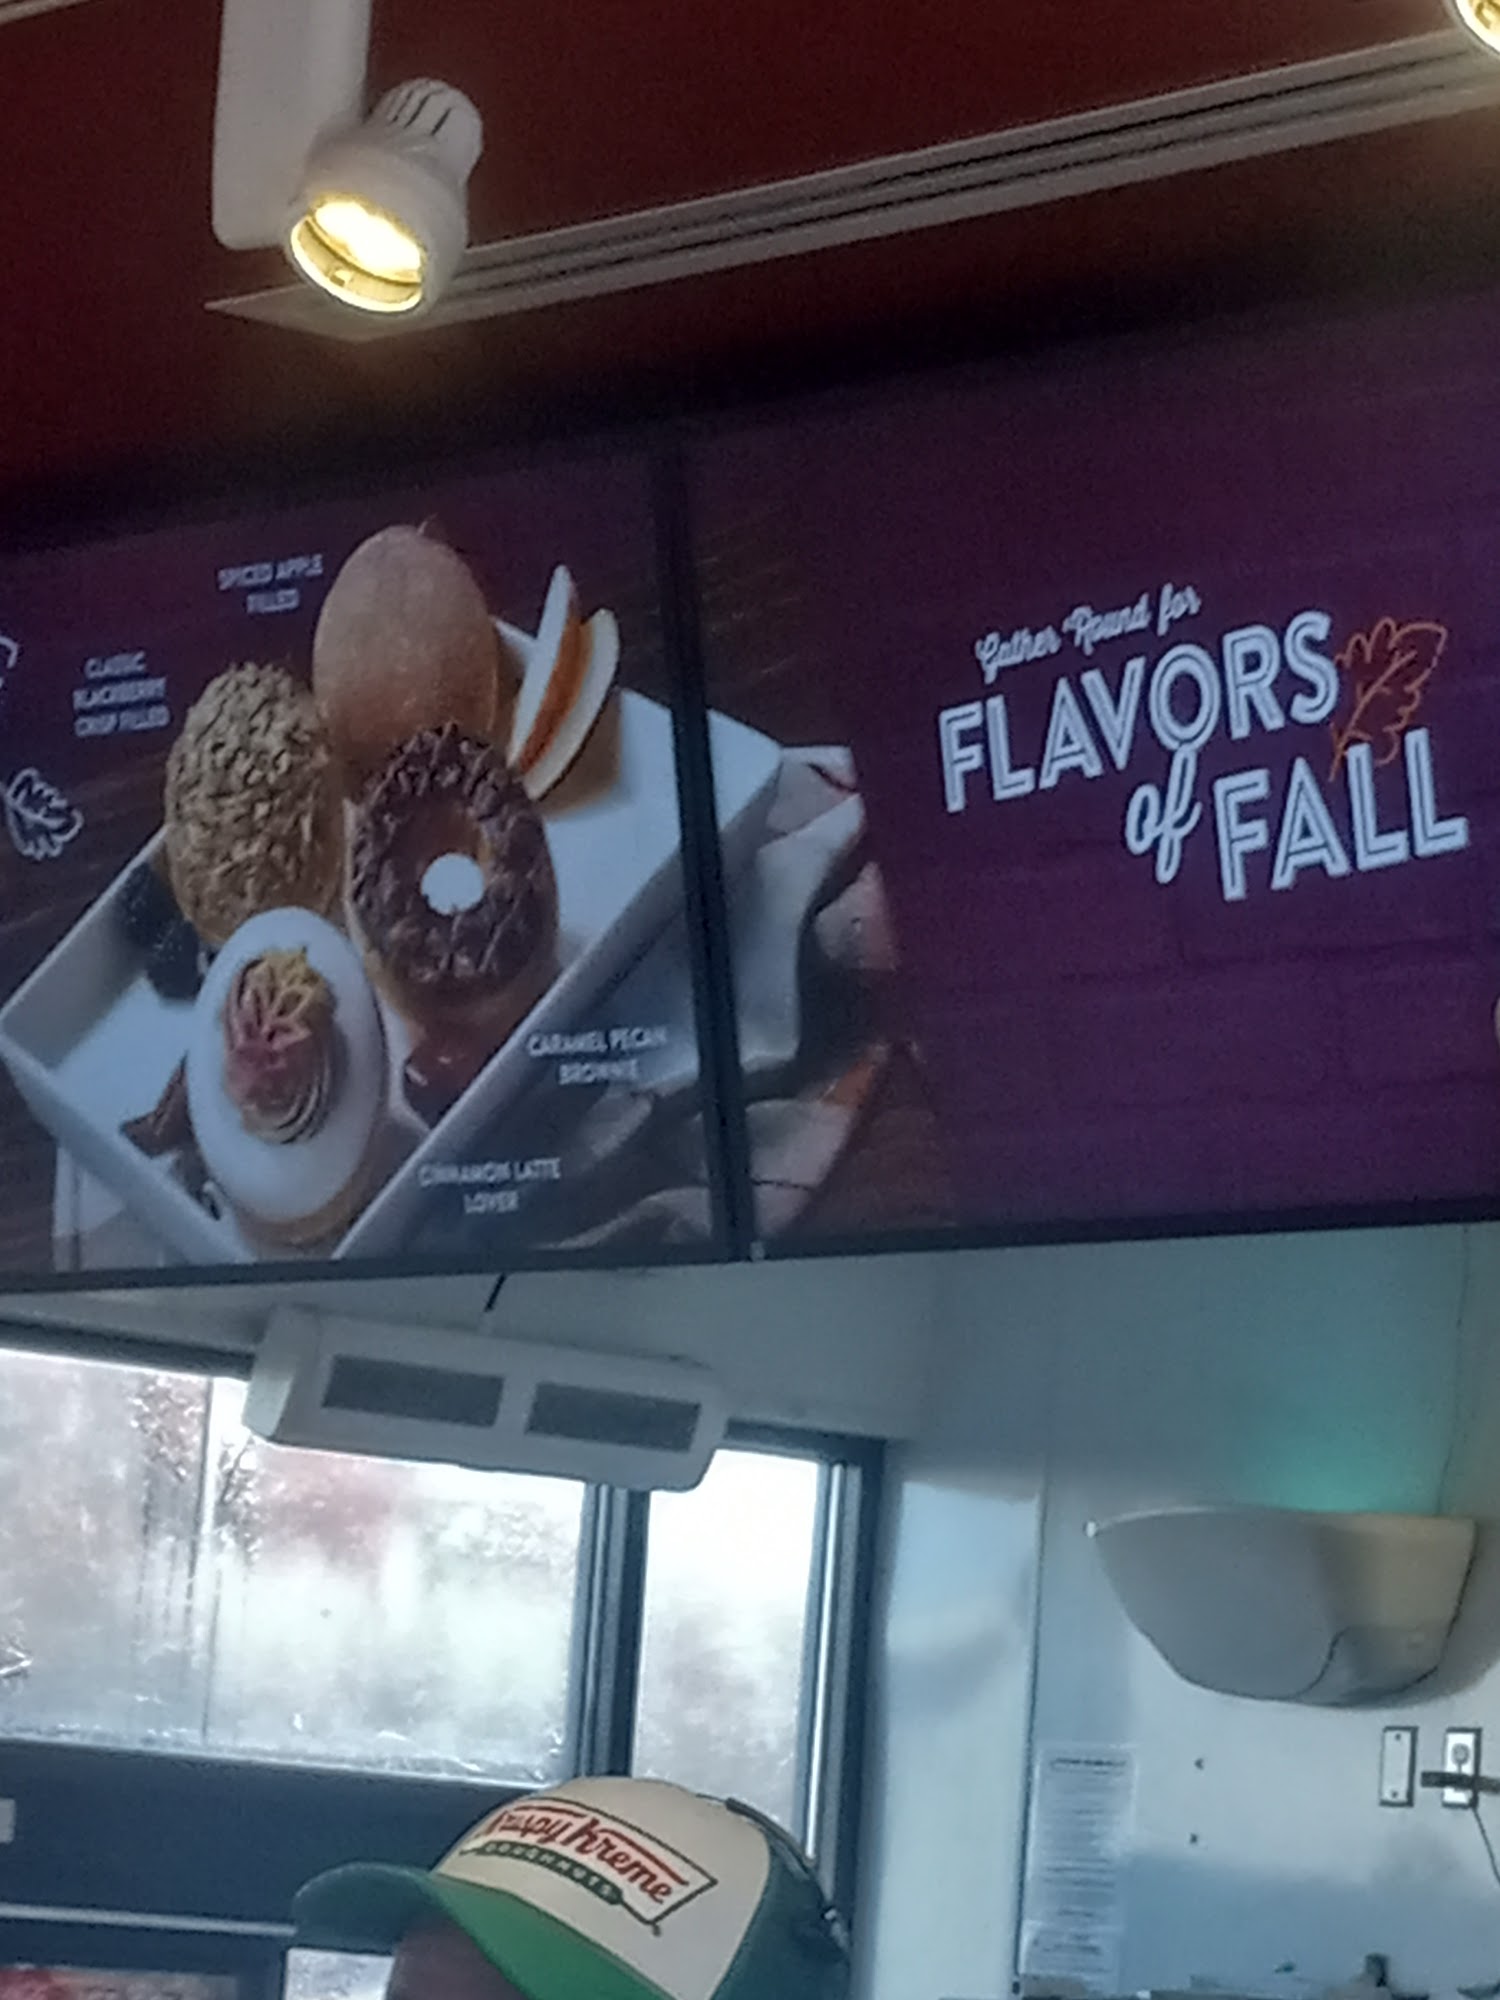 SPICED APPLE
FILLED
CLASSIC
BLACKBERRY
CRISP FILLED
CARAMEL PECAN
BROWNIE
CINNAMON LATTE
LOVER
Gather 'Round for
FLAVORS
of FALL
Krispy Kreme
DOUGHNUTS